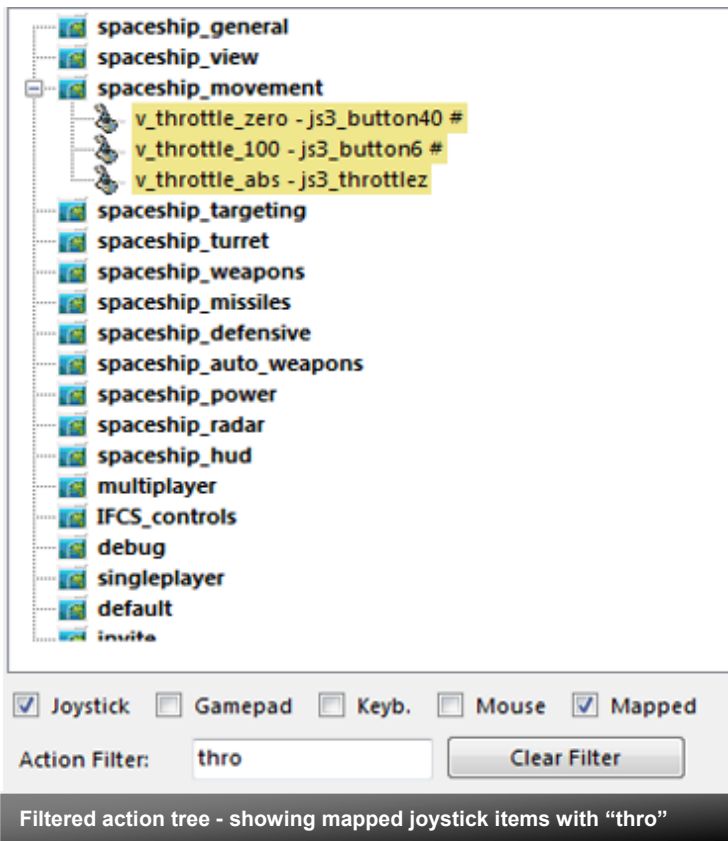 spaceship_general
spaceship_view
spaceship_movement
v_throttle_zero - js3_button40 #
v_throttle_100 - js3_button6 #
v_throttle_abs - js3_throttlez
spaceship_targeting
spaceship_turret
spaceship_weapons
spaceship_missiles
spaceship_defensive
spaceship_auto_weapons
spaceship_power
spaceship_radar
spaceship_hud
multiplayer
IFCS_controls
debug
singleplayer
default
invite
Joystick Gamepad Keyb. Mouse Mapped
Action Filter: thro Clear Filter
Filtered action tree - showing mapped joystick items with “thro”